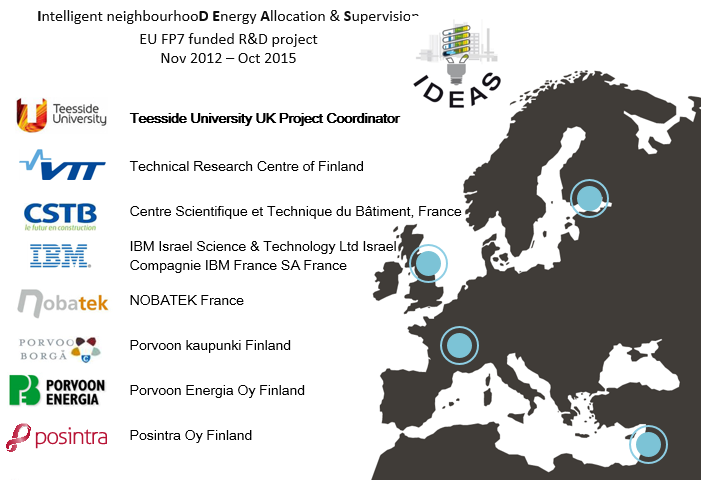 Intelligent neighbourhooD Energy Allocation & Supervision
EU FP7 funded R&D project
Nov 2012 – Oct 2015
IDEAS
Teesside
University
Teesside University UK Project Coordinator
VTT
Technical Research Centre of Finland
CSTB
le futur en construction
Centre Scientifique et Technique du Bâtiment, France
IBM
IBM Israel Science & Technology Ltd Israel
Compagnie IBM France SA France
nobatek
NOBATEK France
PORVOO
BORGÅ
Porvoon kaupunki Finland
PORVOON
ENERGIA
Porvoon Energia Oy Finland
posintra
Posintra Oy Finland